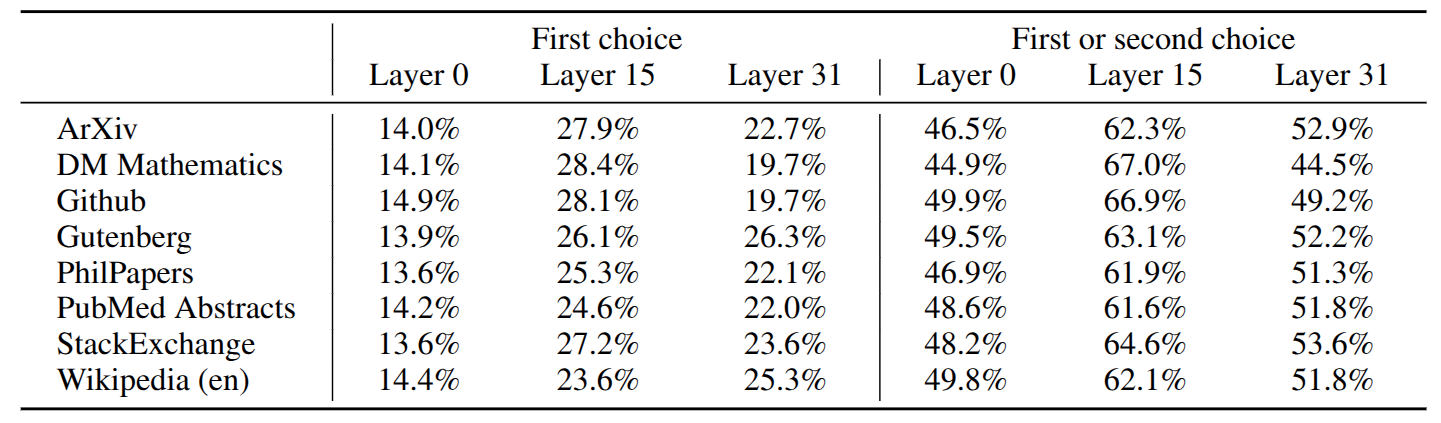 First choice First or second choice
Layer 0 Layer 15 Layer 31 Layer 0 Layer 15 Layer 31
ArXiv 14.0% 27.9% 22.7% 46.5% 62.3% 52.9%
DM Mathematics 14.1% 28.4% 19.7% 44.9% 67.0% 44.5%
Github 14.9% 28.1% 19.7% 49.9% 66.9% 49.2%
Gutenberg 13.9% 26.1% 26.3% 49.5% 63.1% 52.2%
PhilPapers 13.6% 25.3% 22.1% 46.9% 61.9% 51.3%
PubMed Abstracts 14.2% 24.6% 22.0% 48.6% 61.6% 51.8%
StackExchange 13.6% 27.2% 23.6% 48.2% 64.6% 53.6%
Wikipedia (en) 14.4% 23.6% 25.3% 49.8% 62.1% 51.8%